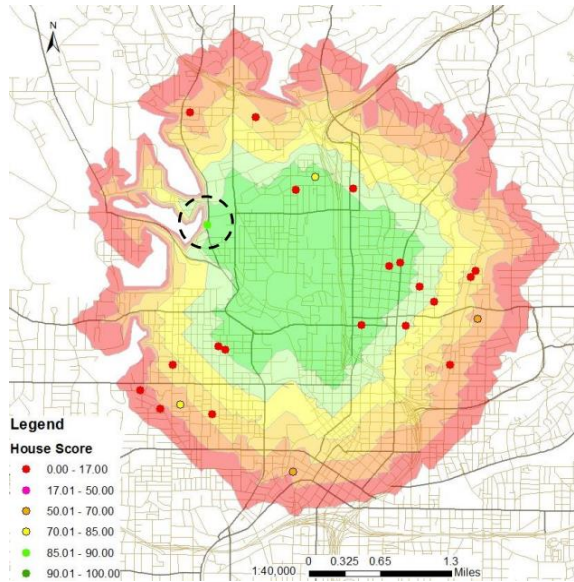 N
Legend
House Score
0.00 - 17.00
17.01 - 50.00
50.01 - 70.00
70.01 - 85.00
85.01 - 90.00
90.01 - 100.00
0 0.325 0.65 1.3
1:40,000 Miles